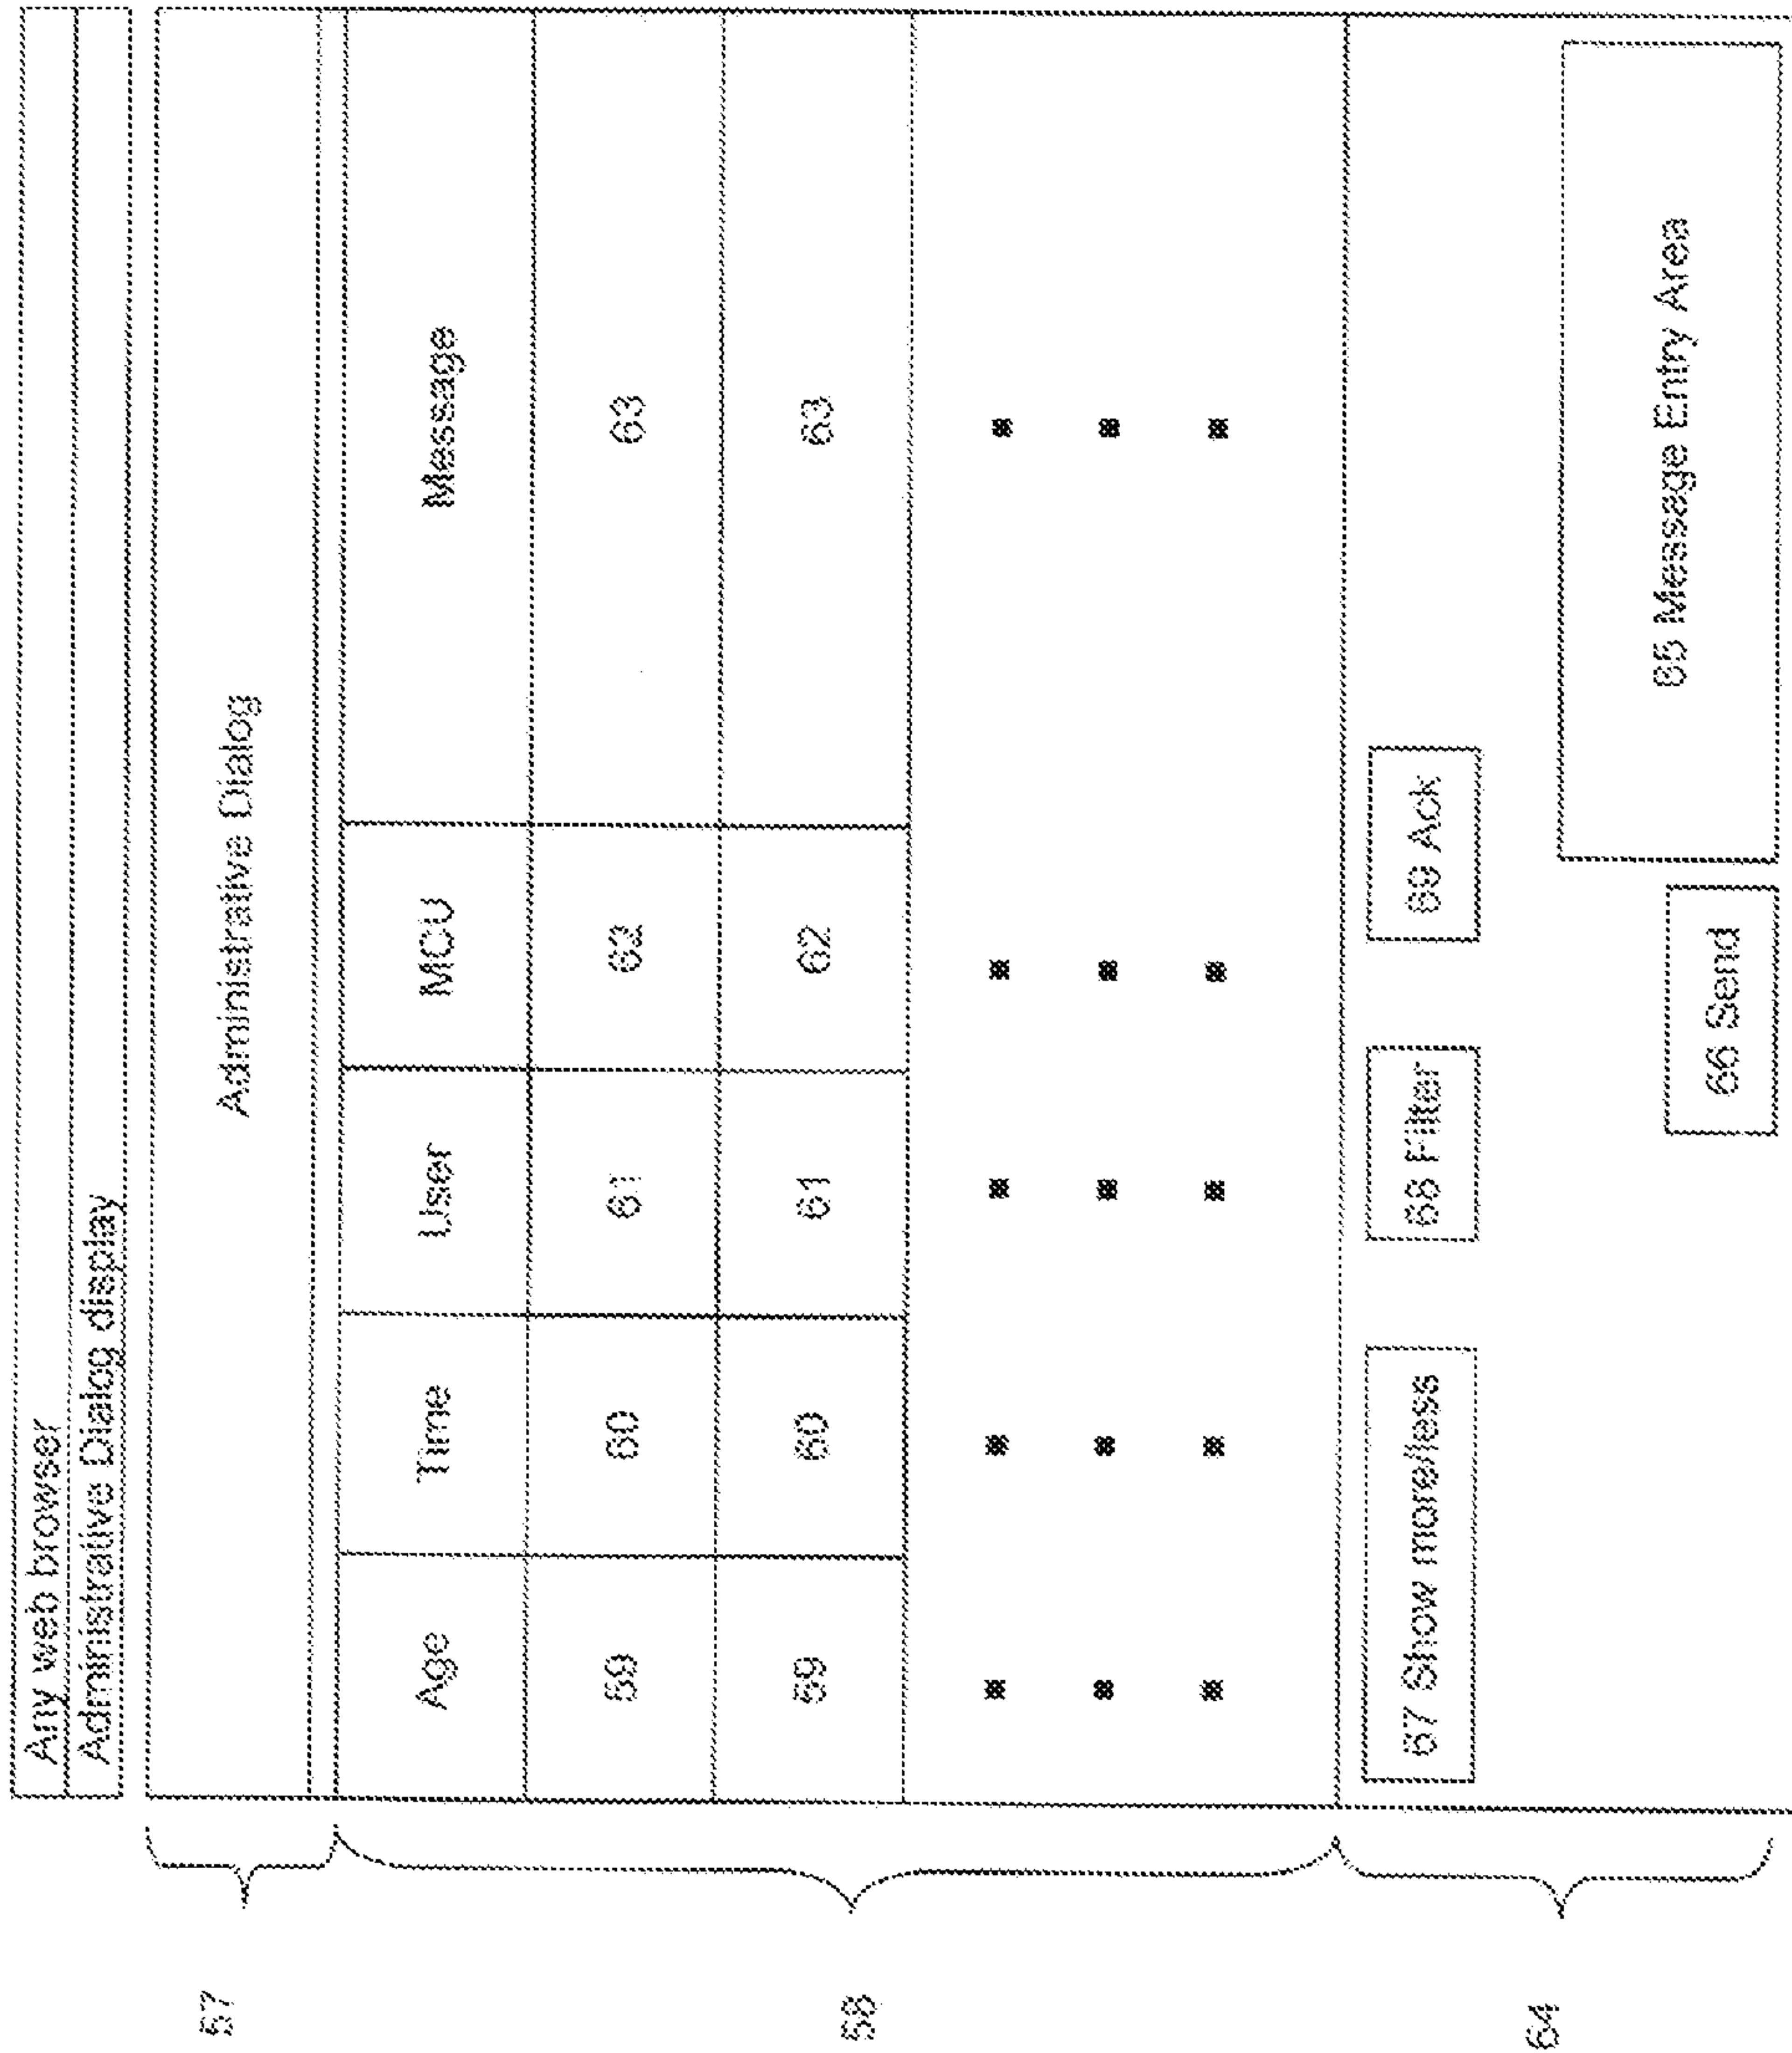 Any web browser
Administrative Dialog display
57
Administrative Dialog
58
Age Time User MCU Message
59 60 61 62 63
59 60 61 62 63
64
67 Show more/less 68 Filter 69 Ack
66 Send 65 Message Entry Area